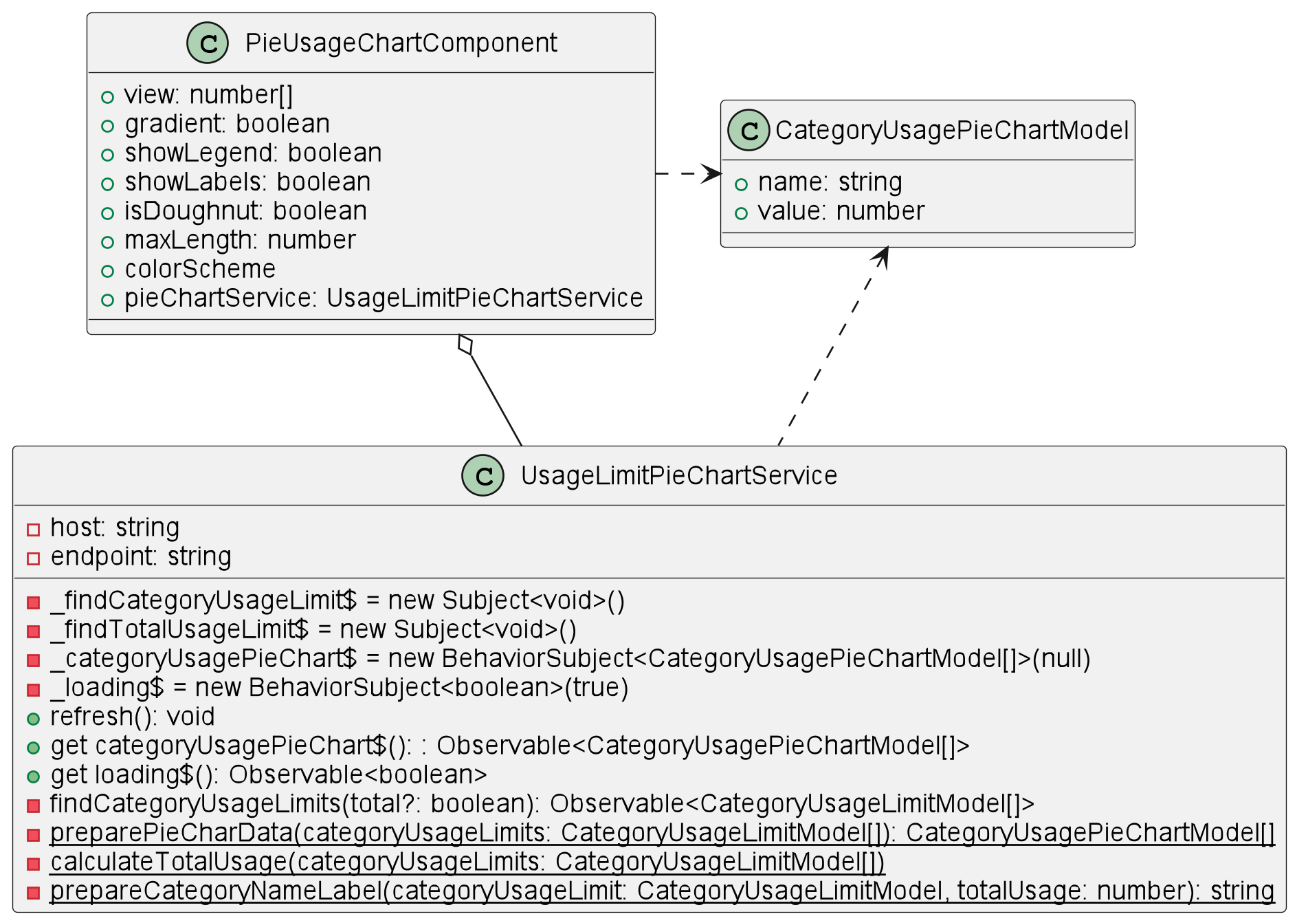 C PieUsageChartComponent
view: number[]
gradient: boolean
showLegend: boolean
showLabels: boolean
isDoughnut: boolean
maxLength: number
colorScheme
pieChartService: UsageLimitPieChartService
C CategoryUsagePieChartModel
name: string
value: number
C UsageLimitPieChartService
host: string
endpoint: string
_findCategoryUsageLimit$ = new Subject<void>()
_findTotalUsageLimit$ = new Subject<void>()
_categoryUsagePieChart$ = new BehaviorSubject<CategoryUsagePieChartModel[]>(null)
_loading$ = new BehaviorSubject<boolean>(true)
refresh(): void
get categoryUsagePieChart$(): : Observable<CategoryUsagePieChartModel[]>
get loading$(): Observable<boolean>
findCategoryUsageLimits(total?: boolean): Observable<CategoryUsageLimitModel[]>
preparePieCharData(categoryUsageLimits: CategoryUsageLimitModel[]): CategoryUsagePieChartModel[]
calculateTotalUsage(categoryUsageLimits: CategoryUsageLimitModel[])
prepareCategoryNameLabel(categoryUsageLimit: CategoryUsageLimitModel, totalUsage: number): string